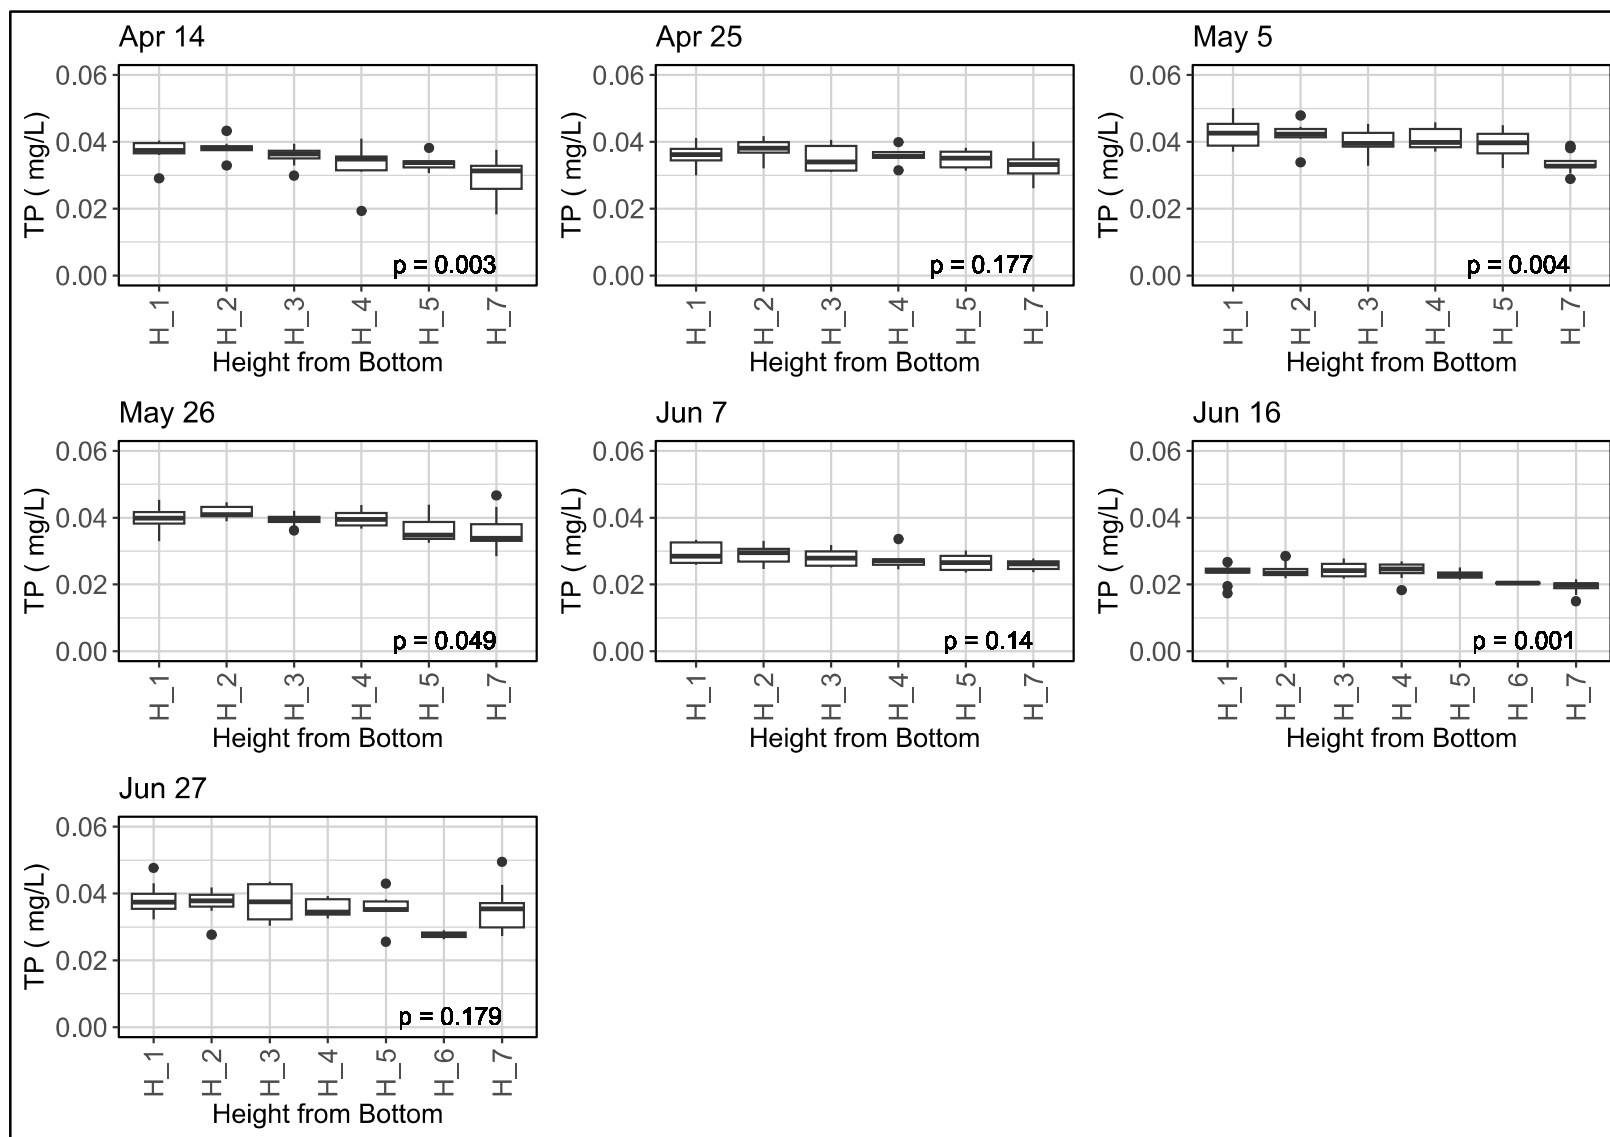 Apr 14
TP ( mg/L)
0.06
0.04
0.02
0.00
p = 0.003
H_1
H_2
H_3
H_4
H_5
H_7
Height from Bottom
Apr 25
TP ( mg/L)
0.06
0.04
0.02
0.00
p = 0.177
H_1
H_2
H_3
H_4
H_5
H_7
Height from Bottom
May 5
TP ( mg/L)
0.06
0.04
0.02
0.00
p = 0.004
H_1
H_2
H_3
H_4
H_5
H_7
Height from Bottom
May 26
TP ( mg/L)
0.06
0.04
0.02
0.00
p = 0.049
H_1
H_2
H_3
H_4
H_5
H_7
Height from Bottom
Jun 7
TP ( mg/L)
0.06
0.04
0.02
0.00
p = 0.14
H_1
H_2
H_3
H_4
H_5
H_7
Height from Bottom
Jun 16
TP ( mg/L)
0.06
0.04
0.02
0.00
p = 0.001
H_1
H_2
H_3
H_4
H_5
H_6
H_7
Height from Bottom
Jun 27
TP ( mg/L)
0.06
0.04
0.02
0.00
p = 0.179
H_1
H_2
H_3
H_4
H_5
H_6
H_7
Height from Bottom